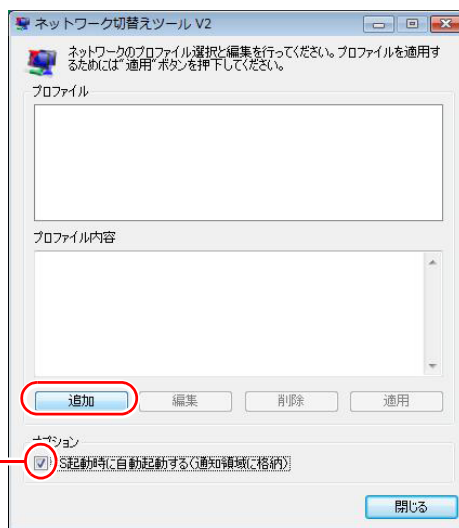 ネットワーク切替えツール V2
ネットワークのプロファイル選択と編集を行ってください。プロファイルを適用す
るためには"適用"ボタンを押下してください。
プロファイル
プロファイル内容
追加 編集 削除 適用
オプション
S起動時に自動起動する(通知領域に格納)
閉じる